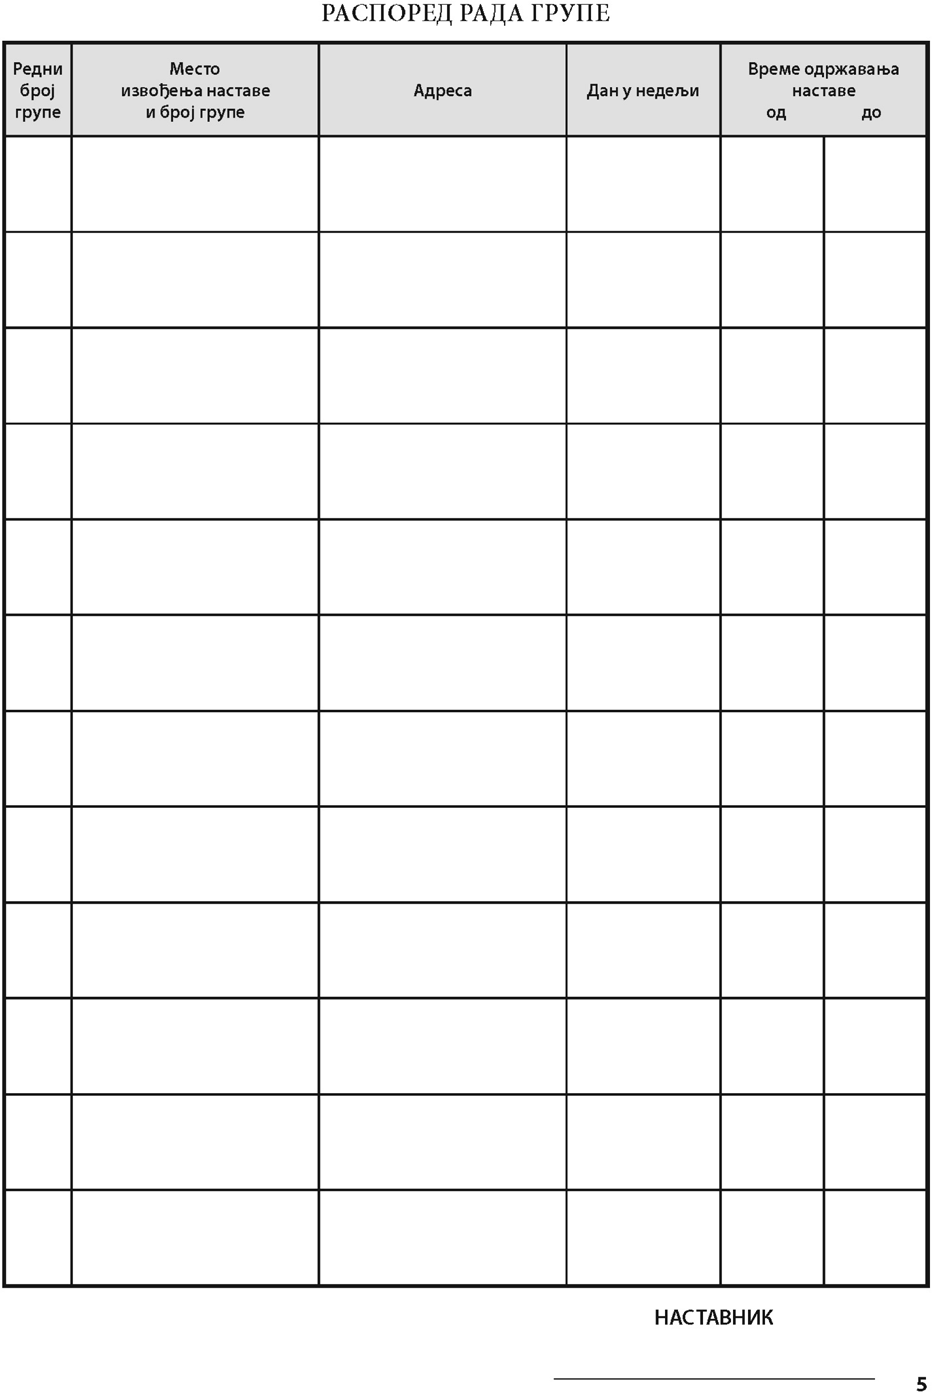 РАСПОРЕД РАДА ГРУПЕ
Редни
број
групе
Место
извођења наставе
и број групе
Адреса
Дан у недељи
Време одржавања
наставе
од до
НАСТАВНИК
5